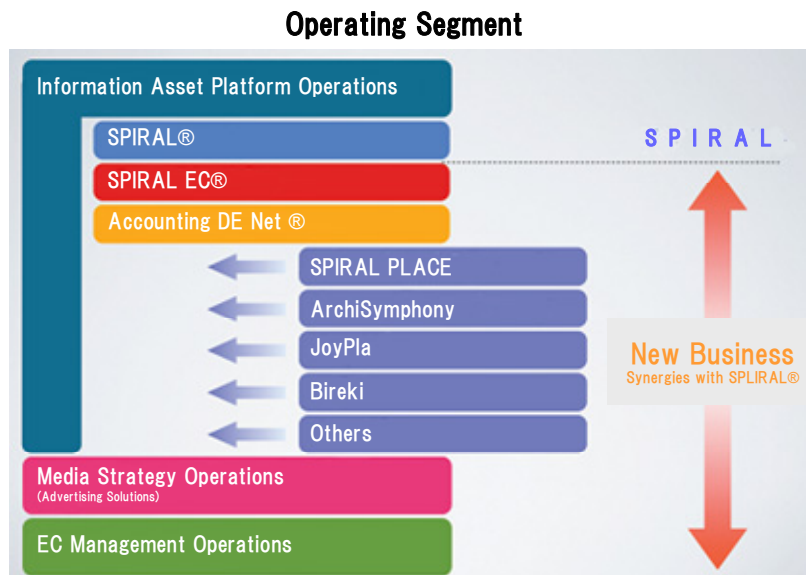 Operating Segment
Information Asset Platform Operations
SPIRAL®
SPIRAL
SPIRAL EC®
Accounting DE Net ®
SPIRAL PLACE
ArchiSymphony
JoyPla
New Business
Synergies with SPLIRAL®
Bireki
Others
Media Strategy Operations
(Advertising Solutions)
EC Management Operations